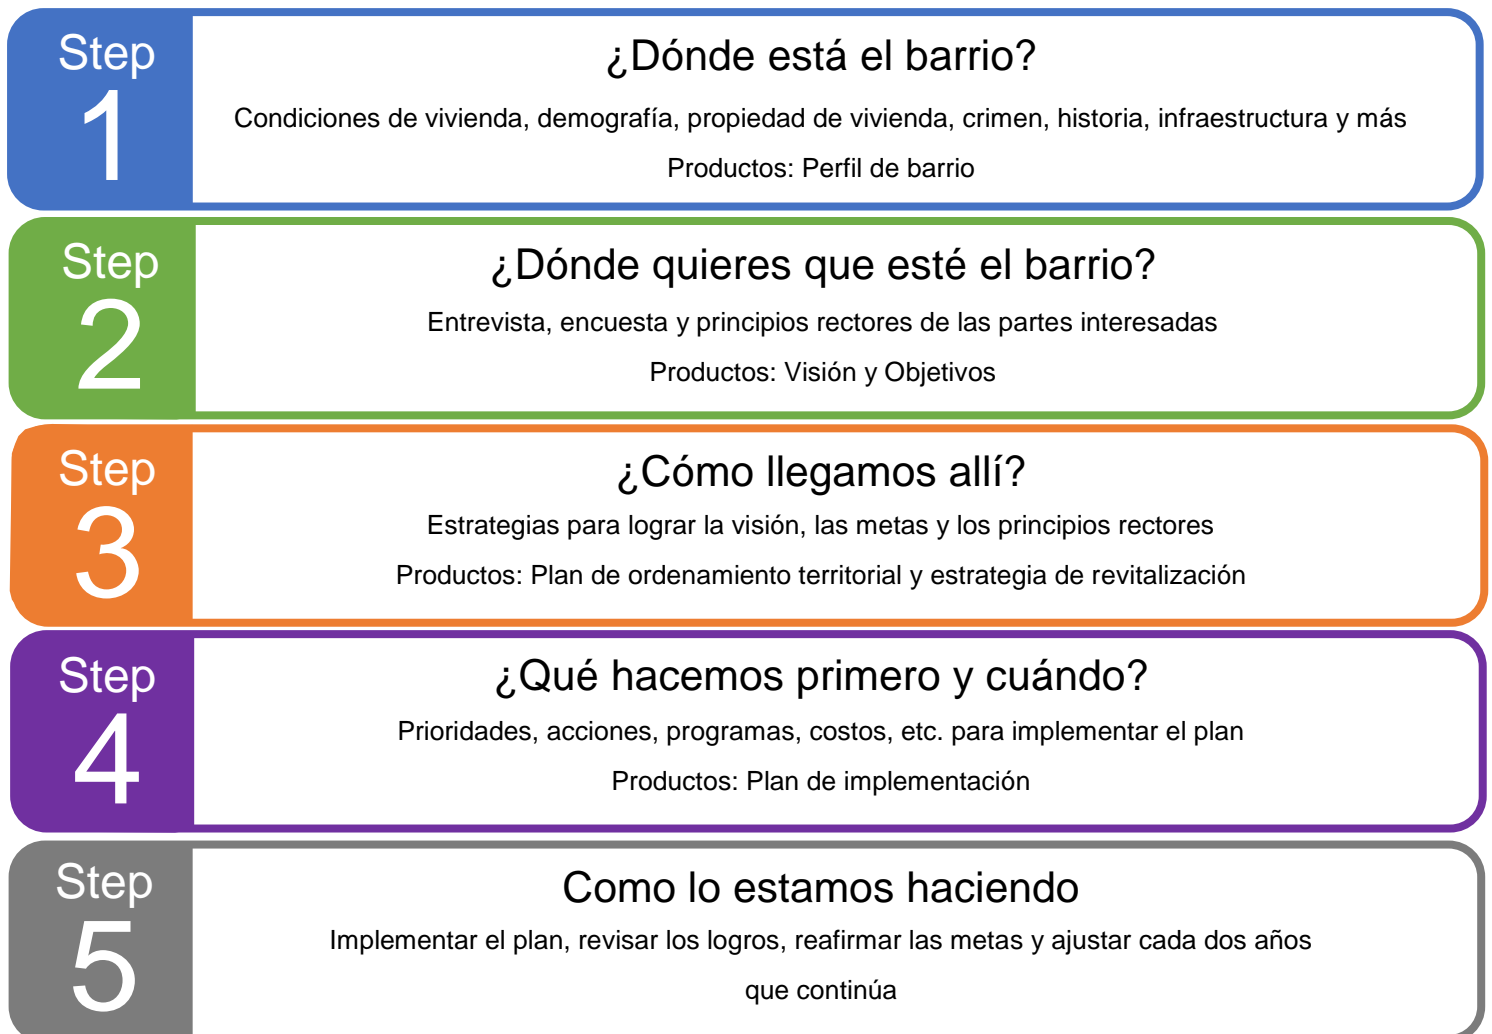 Step
1
¿Dónde está el barrio?
Condiciones de vivienda, demografía, propiedad de vivienda, crimen, historia, infraestructura y más
Productos: Perfil de barrio
Step
2
¿Dónde quieres que esté el barrio?
Entrevista, encuesta y principios rectores de las partes interesadas
Productos: Visión y Objetivos
Step
3
¿Cómo llegamos allí?
Estrategias para lograr la visión, las metas y los principios rectores
Productos: Plan de ordenamiento territorial y estrategia de revitalización
Step
4
¿Qué hacemos primero y cuándo?
Prioridades, acciones, programas, costos, etc. para implementar el plan
Productos: Plan de implementación
Step
5
Como lo estamos haciendo
Implementar el plan, revisar los logros, reafirmar las metas y ajustar cada dos años
que continúa